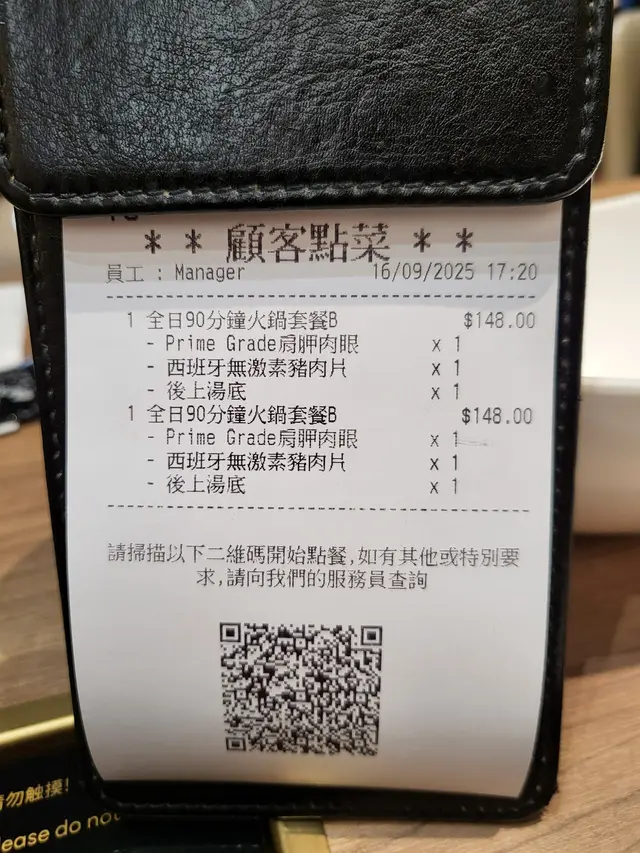 * * 顧客點菜 * *
員工 : Manager 16/09/2025 17:20
1 全日90分鐘火鍋套餐B $148.00
- Prime Grade肩胛肉眼 x 1
- 西班牙無激素豬肉片 x 1
- 後上湯底 x 1
1 全日90分鐘火鍋套餐B $148.00
- Prime Grade肩胛肉眼 x 1
- 西班牙無激素豬肉片 x 1
- 後上湯底 x 1
請掃描以下二維碼開始點餐,如有其他或特別要
求,請向我們的服務員查詢
勿触摸!
ease do no